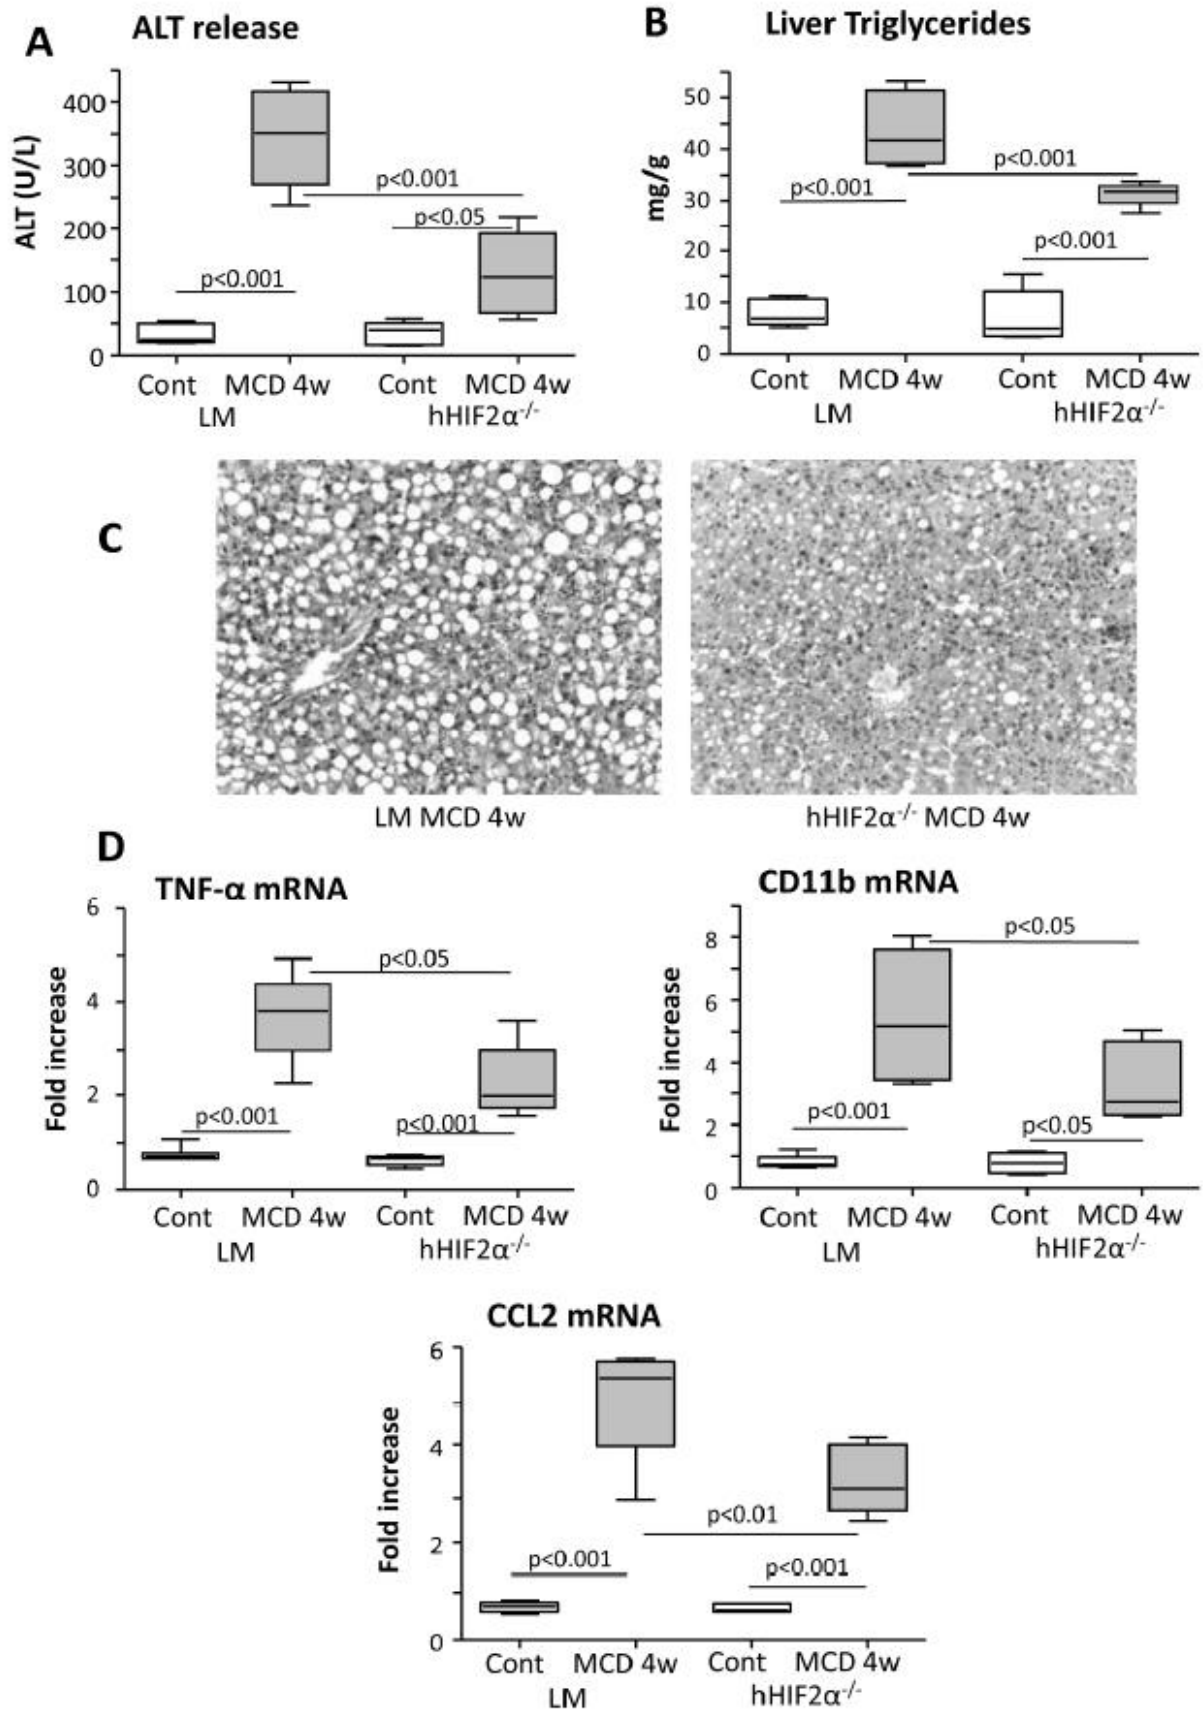 A ALT release
ALT (U/L)
400
300
200
100
0
p<0.001
p<0.001
p<0.05
Cont MCD 4w Cont MCD 4w
LM hHIF2α-/-
B Liver Triglycerides
mg/g
50
40
30
20
10
0
p<0.001
p<0.001
p<0.001
Cont MCD 4w Cont MCD 4w
LM hHIF2α-/-
C
LM MCD 4w
hHIF2α-/- MCD 4w
D
TNF-α mRNA
Fold increase
6
4
2
0
p<0.05
p<0.001
p<0.001
Cont MCD 4w Cont MCD 4w
LM hHIF2α-/-
CD11b mRNA
Fold increase
8
6
4
2
0
p<0.05
p<0.001
p<0.05
Cont MCD 4w Cont MCD 4w
LM hHIF2α-/-
CCL2 mRNA
Fold increase
6
4
2
0
p<0.01
p<0.001
p<0.001
Cont MCD 4w Cont MCD 4w
LM hHIF2α-/-